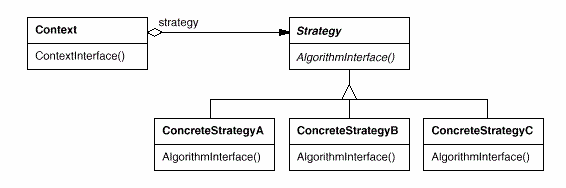 Context
ContextInterface()
strategy
Strategy
AlgorithmInterface()
ConcreteStrategyA
AlgorithmInterface()
ConcreteStrategyB
AlgorithmInterface()
ConcreteStrategyC
AlgorithmInterface()